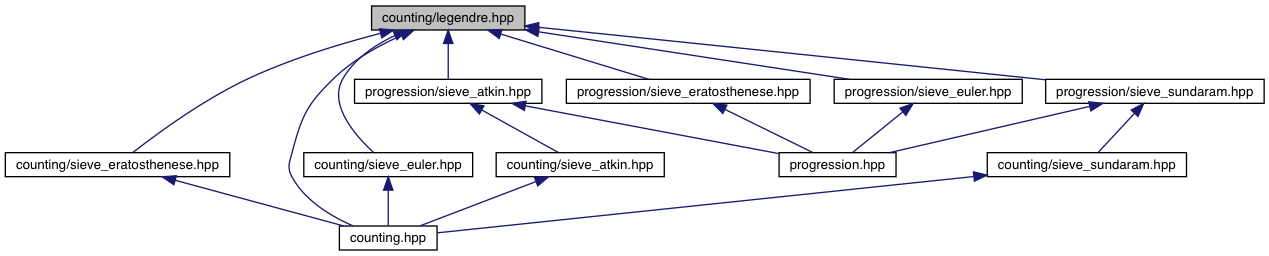 counting/legendre.hpp
progression/sieve_atkin.hpp
progression/sieve_eratosthenese.hpp
progression/sieve_euler.hpp
progression/sieve_sundaram.hpp
counting/sieve_eratosthenese.hpp
counting/sieve_euler.hpp
counting/sieve_atkin.hpp
progression.hpp
counting/sieve_sundaram.hpp
counting.hpp